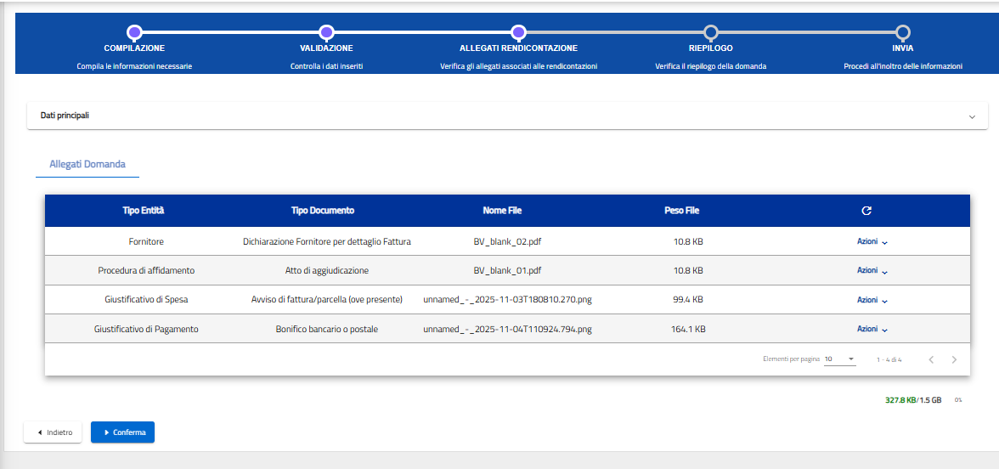 COMPILAZIONE VALIDAZIONE ALLEGATI RENDICONTAZIONE RIEPILOGO INVIA
Compila le informazioni necessarie Controlla i dati inseriti Verifica gli allegati associati alle rendicontazioni Verifica il riepilogo della domanda Procedi all'inoltro delle informazioni
Dati principali
Allegati Domanda
Tipo Entità Tipo Documento Nome File Peso File
Fornitore Dichiarazione Fornitore per dettaglio Fattura BV_blank_02.pdf 10.8 KB Azioni
Procedura di affidamento Atto di aggiudicazione BV_blank_01.pdf 10.8 KB Azioni
Giustificativo di Spesa Avviso di fattura/parcella (ove presente) unnamed_-_2025-11-03T180810.270.png 99.4 KB Azioni
Giustificativo di Pagamento Bonifico bancario o postale unnamed_-_2025-11-04T110924.794.png 164.1 KB Azioni
Elementi per pagina 10 1 - 4 di 4
327.8 KB/1.5 GB 0%
Indietro Conferma